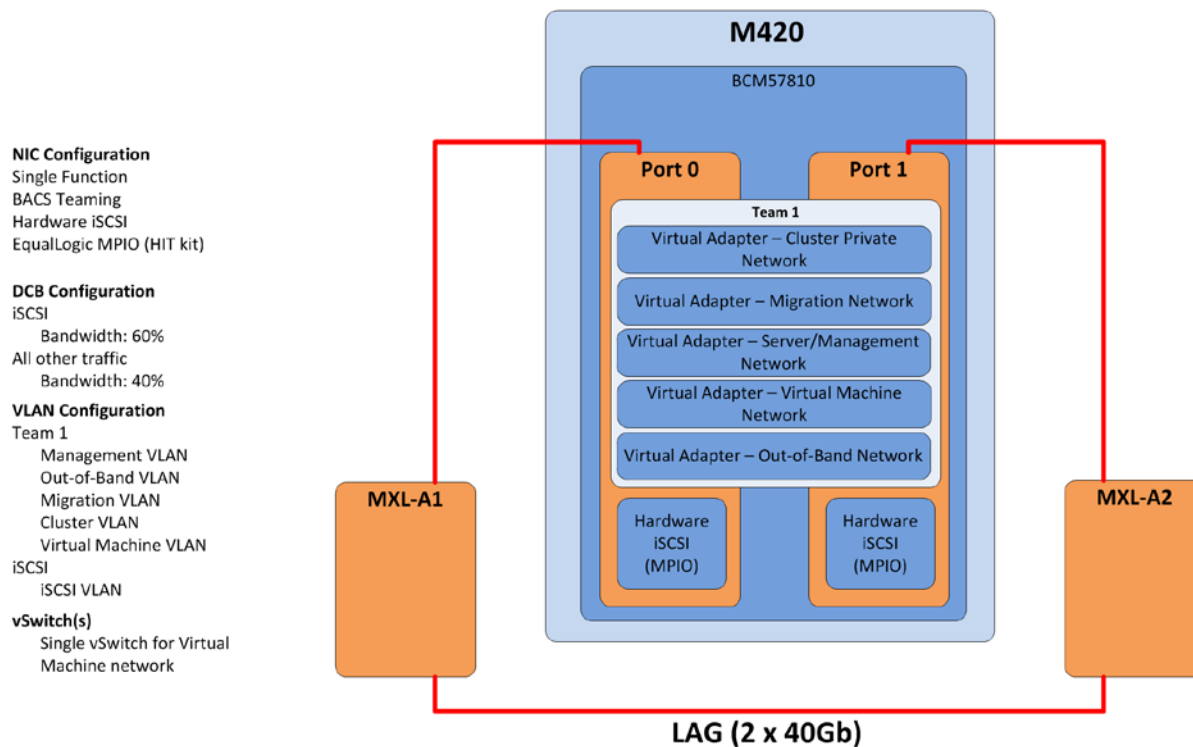 NIC Configuration
Single Function
BACS Teaming
Hardware iSCSI
EqualLogic MPIO (HIT kit)
DCB Configuration
iSCSI
Bandwidth: 60%
All other traffic
Bandwidth: 40%
VLAN Configuration
Team 1
Management VLAN
Out-of-Band VLAN
Migration VLAN
Cluster VLAN
Virtual Machine VLAN
iSCSI
iSCSI VLAN
vSwitch(s)
Single vSwitch for Virtual
Machine network
M420
BCM57810
Port 0
Port 1
Team 1
Virtual Adapter – Cluster Private
Network
Virtual Adapter – Migration Network
Virtual Adapter – Server/Management
Network
Virtual Adapter – Virtual Machine
Network
Virtual Adapter – Out-of-Band Network
Hardware
iSCSI
(MPIO)
Hardware
iSCSI
(MPIO)
MXL-A1
MXL-A2
LAG (2 x 40Gb)